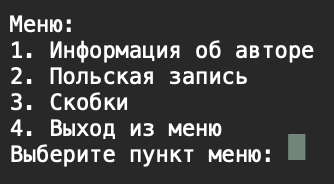 Меню:
1. Информация об авторе
2. Польская запись
3. Скобки
4. Выход из меню
Выберите пункт меню: